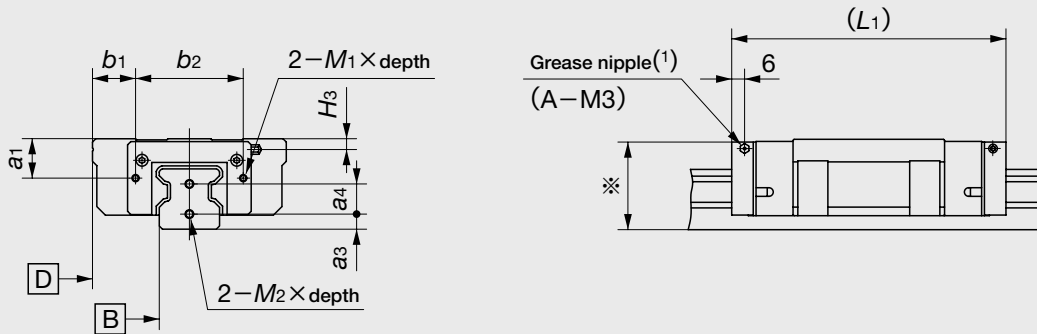 b1
b2
2−M1×depth
H3
a1
a4
a3
D
B
2−M2×depth
(L1)
Grease nipple(1)
(A−M3)
6
※